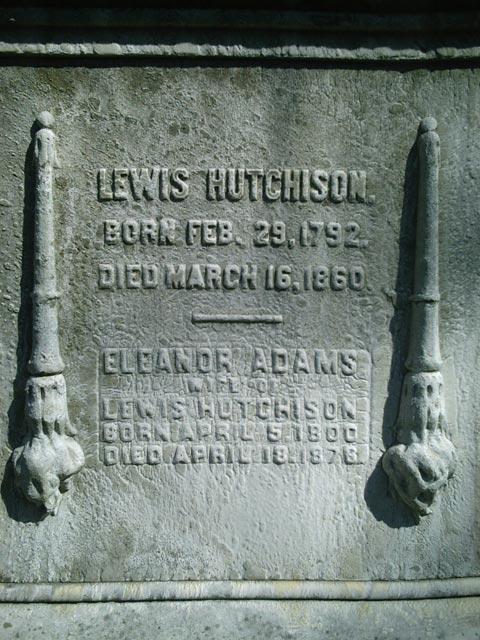 LEWIS HUTCHISON.
BORN FEB. 29, 1792.
DIED MARCH 16, 1860.
ELEANOR ADAMS
WIFE OF
LEWIS HUTCHISON
BORN APRIL 5, 1800.
DIED APRIL 18, 1876.